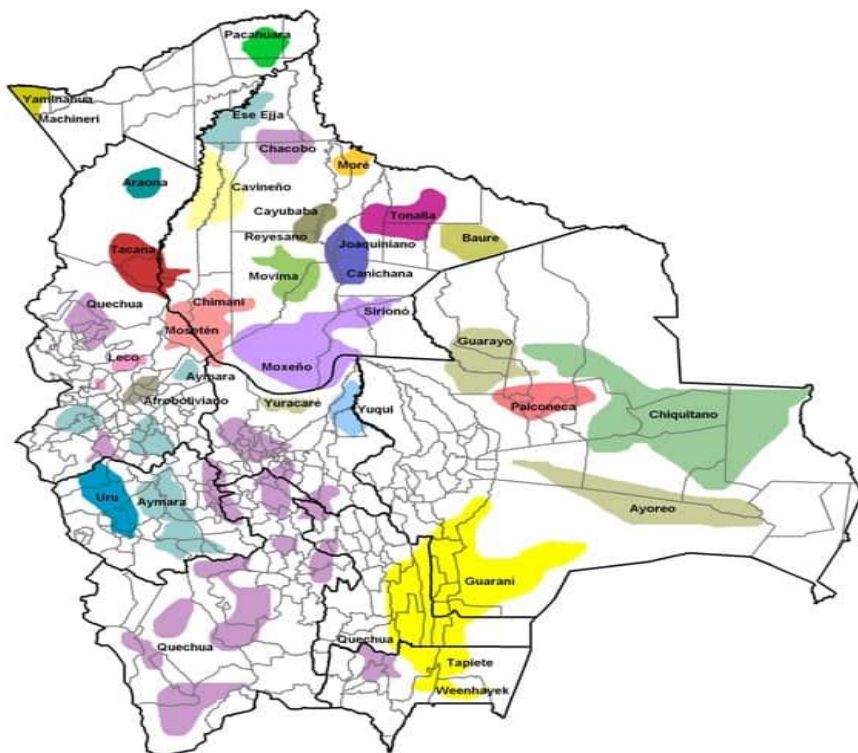 Pacahuara
Yaminahua
Machineri
Ese Ejja
Chacobo
Moré
Araona
Cavineño
Cayubaba
Tonalla
Reyesano
Joaquiniano
Baure
Tacana
Movima
Canichana
Quechua
Chimani
Sirionó
Mosetén
Guarayo
Leco
Moxeño
Aymara
Afroboliviano
Yuracaré
Yuqui
Paiconeca
Chiquitano
Uru
Aymara
Ayoreo
Guarani
Quechua
Quechua
Tapiete
Weenhayek